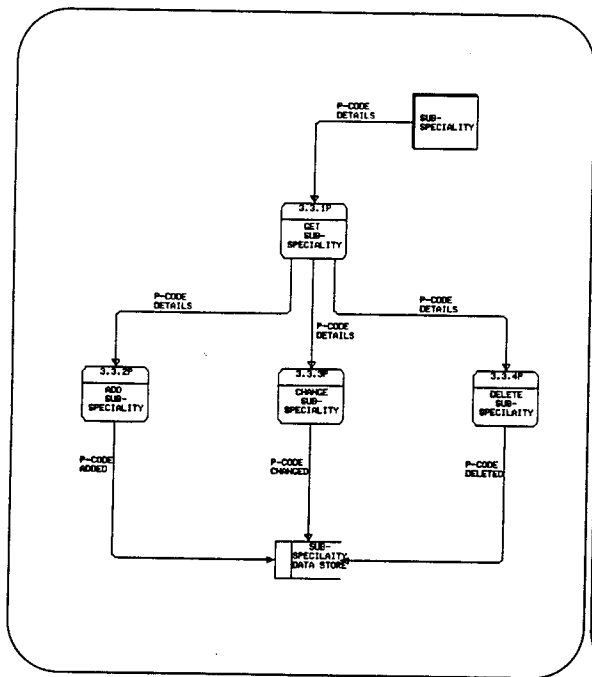 P-CODE
DETAILS
SUB-
SPECIALITY
3.3.1P
GET
SUB-
SPECIALITY
P-CODE
DETAILS
P-CODE
DETAILS
P-CODE
DETAILS
3.3.2P
ADD
SUB-
SPECIALITY
3.3.3P
CHANGE
SUB-
SPECIALITY
3.3.4P
DELETE
SUB-
SPECILAITY
P-CODE
ADDED
P-CODE
CHANGED
P-CODE
DELETED
SUB-
SPECILAITY
DATA STORE